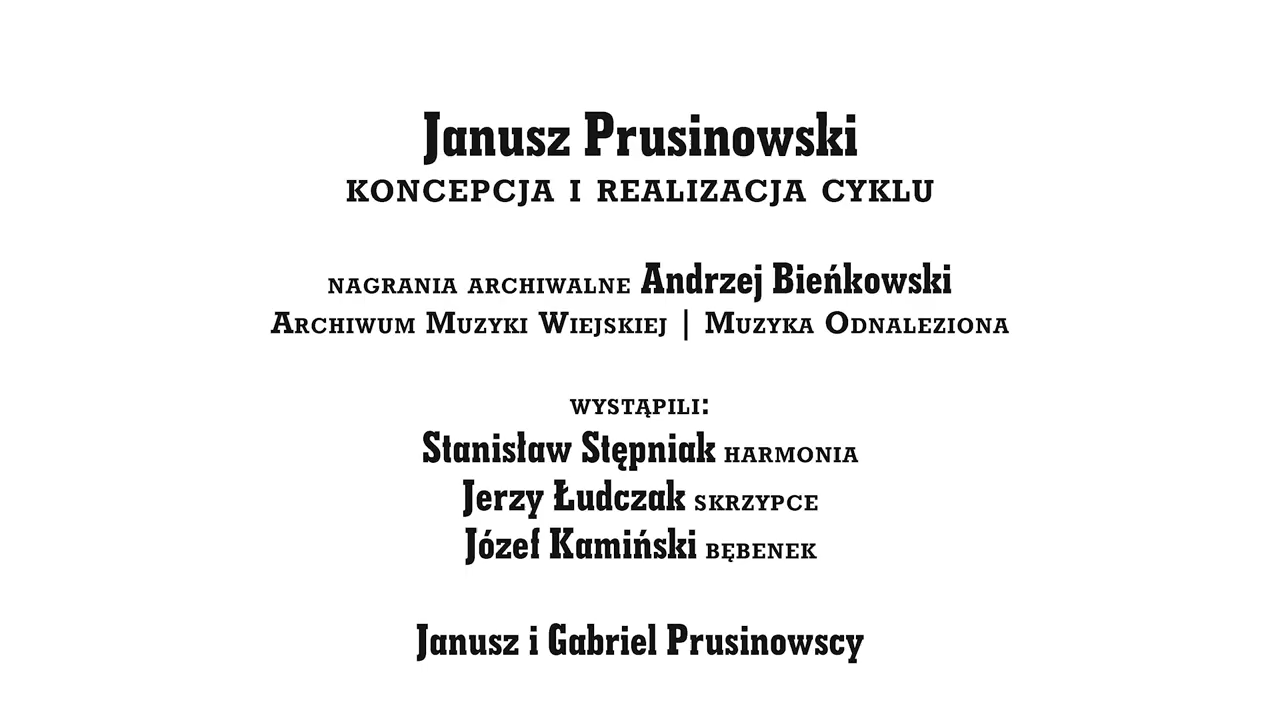 Janusz Prusinowski
KONCEPCJA I REALIZACJA CYKLU
NAGRANIA ARCHIWALNE Andrzej Bieńkowski
ARCHIWUM MUZYKI WIEJSKIEJ | MUZYKA ODNALEZIONA
WYSTĄPILI:
Stanisław Stępniak HARMONIA
Jerzy Łudczak SKRZYPCE
Józef Kamiński BĘBENEK
Janusz i Gabriel Prusinowscy